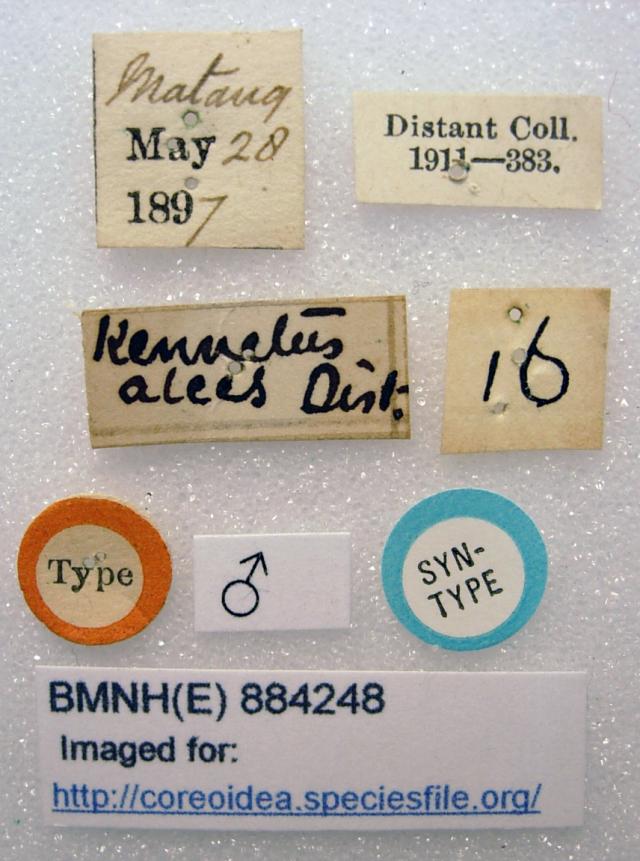 Matang
May 28
1897
Distant Coll.
1911—383.
Kennetus
alces Dist.
16
Type
♂
SYN-
TYPE
BMNH(E) 884248
Imaged for:
http://coreoidea.speciesfile.org/